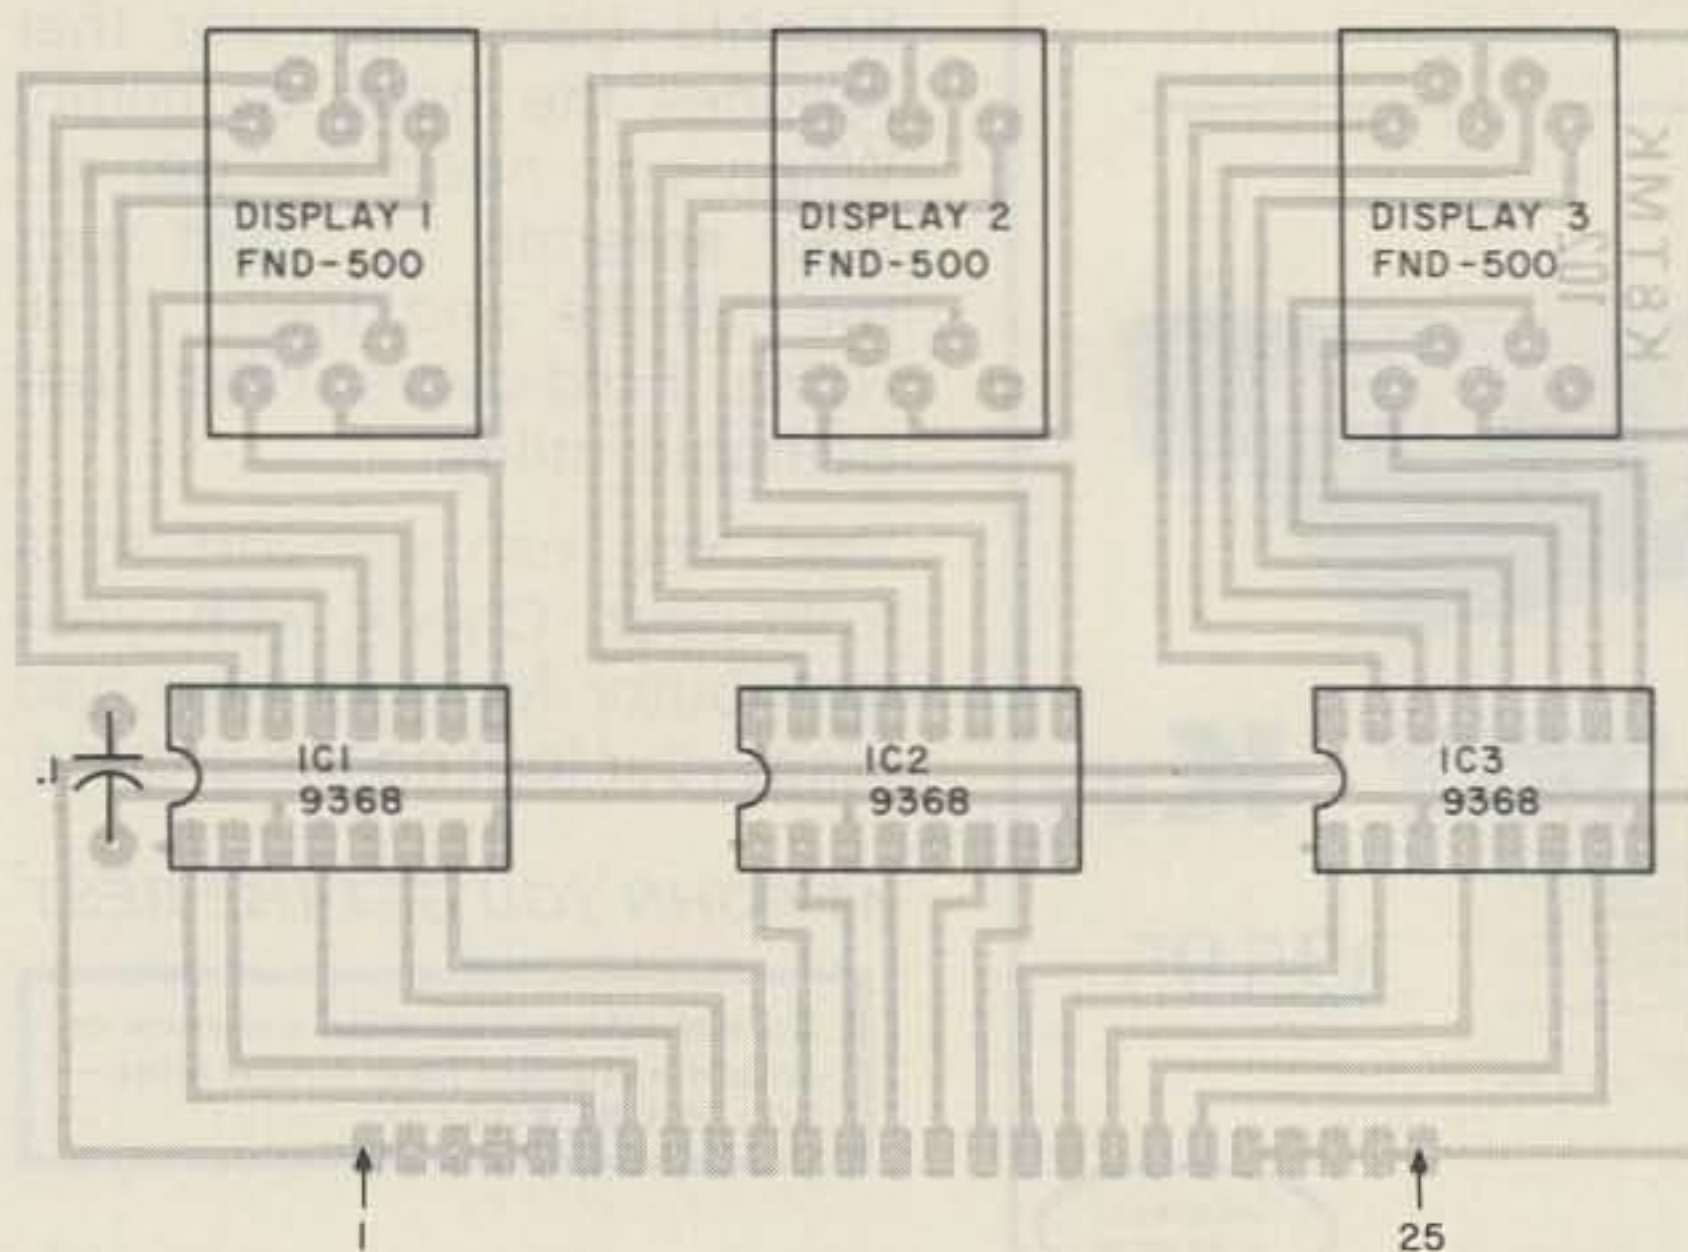 DISPLAY 1
FND-500
DISPLAY 2
FND-500
DISPLAY 3
FND-500
K8TMK
.1
IC1
9368
IC2
9368
IC3
9368
1
25